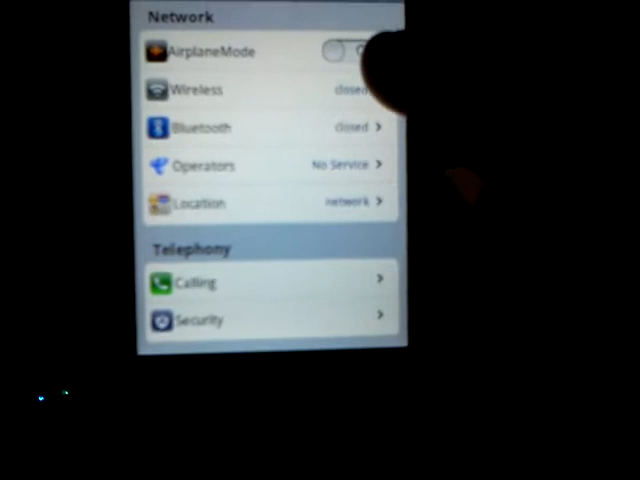 Network
AirplaneMode
Wireless closed
Bluetooth closed >
Operators No Service >
Location network >
Telephony
Calling >
Security >